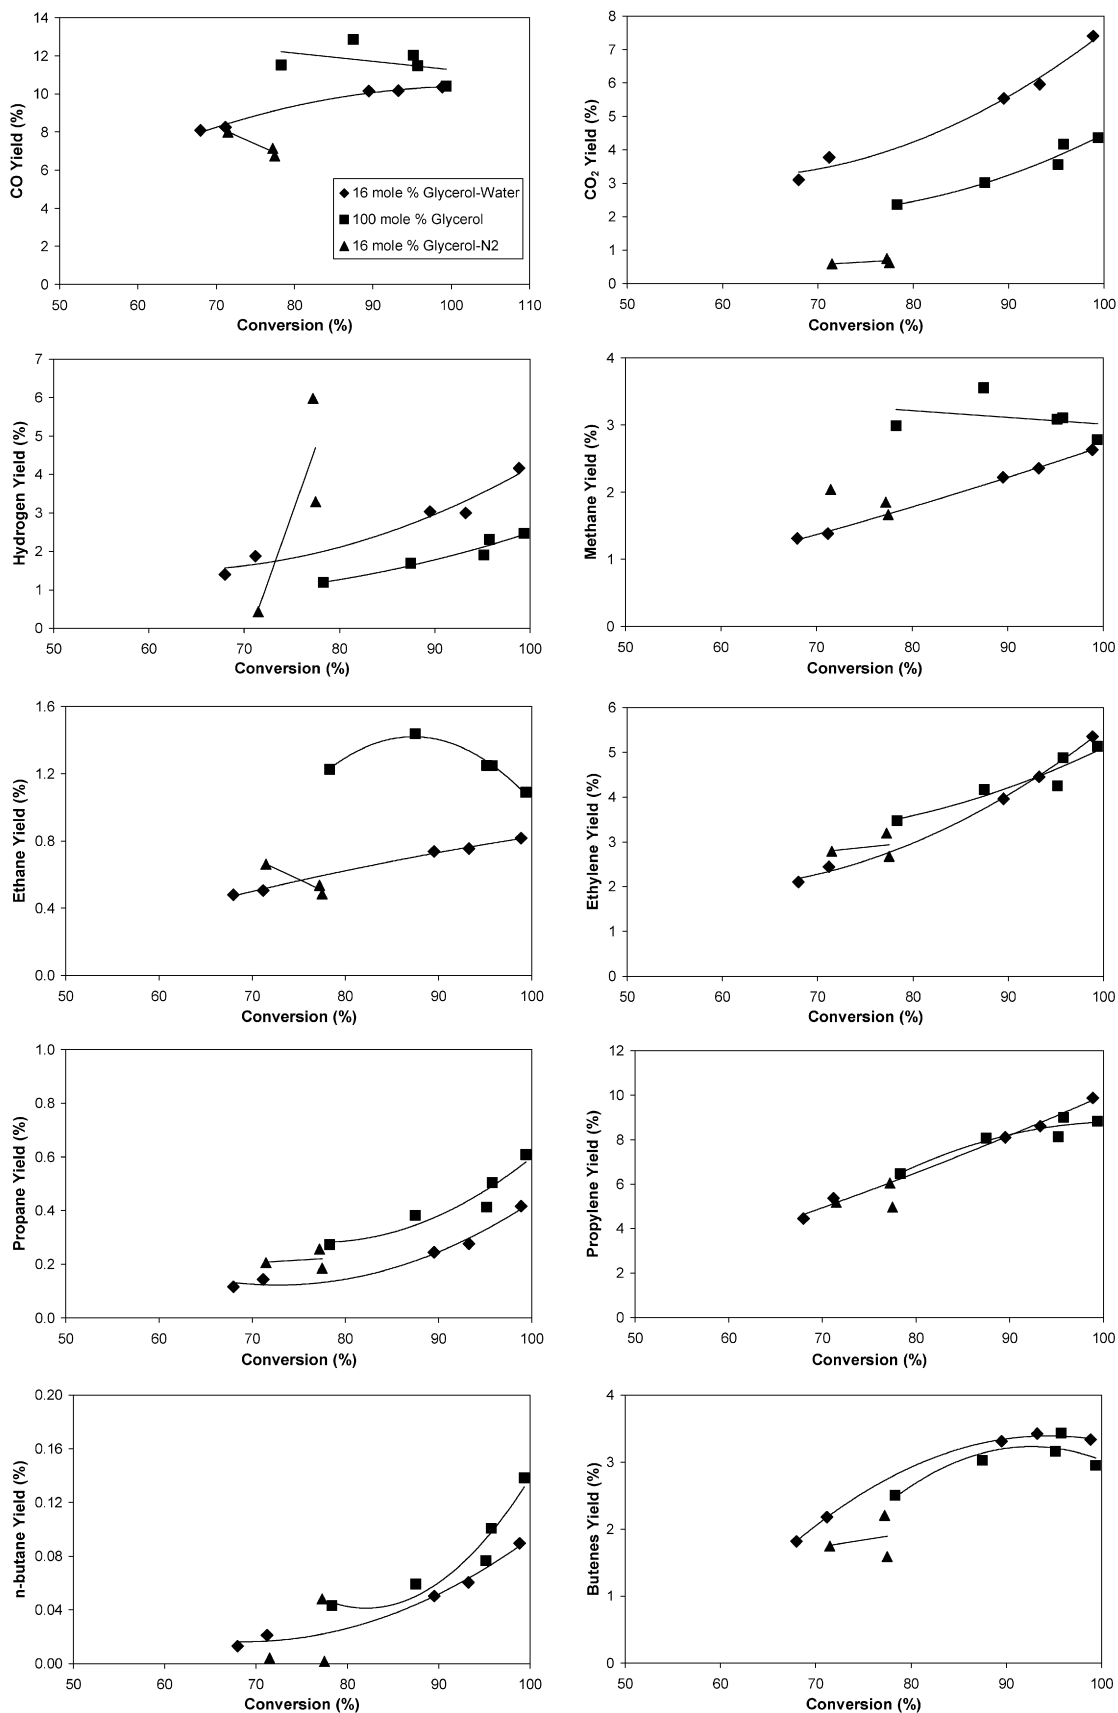 14
12
10
8
6
4
2
0
50 60 70 80 90 100 110
CO Yield (%)
Conversion (%)
16 mole % Glycerol-Water
100 mole % Glycerol
16 mole % Glycerol-N2
8
7
6
5
4
3
2
1
0
50 60 70 80 90 100
CO₂ Yield (%)
Conversion (%)
7
6
5
4
3
2
1
0
50 60 70 80 90 100
Hydrogen Yield (%)
Conversion (%)
4
3
2
1
0
50 60 70 80 90 100
Methane Yield (%)
Conversion (%)
1.6
1.2
0.8
0.4
0.0
50 60 70 80 90 100
Ethane Yield (%)
Conversion (%)
6
5
4
3
2
1
0
50 60 70 80 90 100
Ethylene Yield (%)
Conversion (%)
1.0
0.8
0.6
0.4
0.2
0.0
50 60 70 80 90 100
Propane Yield (%)
Conversion (%)
12
10
8
6
4
2
0
50 60 70 80 90 100
Propylene Yield (%)
Conversion (%)
0.20
0.16
0.12
0.08
0.04
0.00
50 60 70 80 90 100
n-butane Yield (%)
Conversion (%)
4
3
2
1
0
50 60 70 80 90 100
Butenes Yield (%)
Conversion (%)